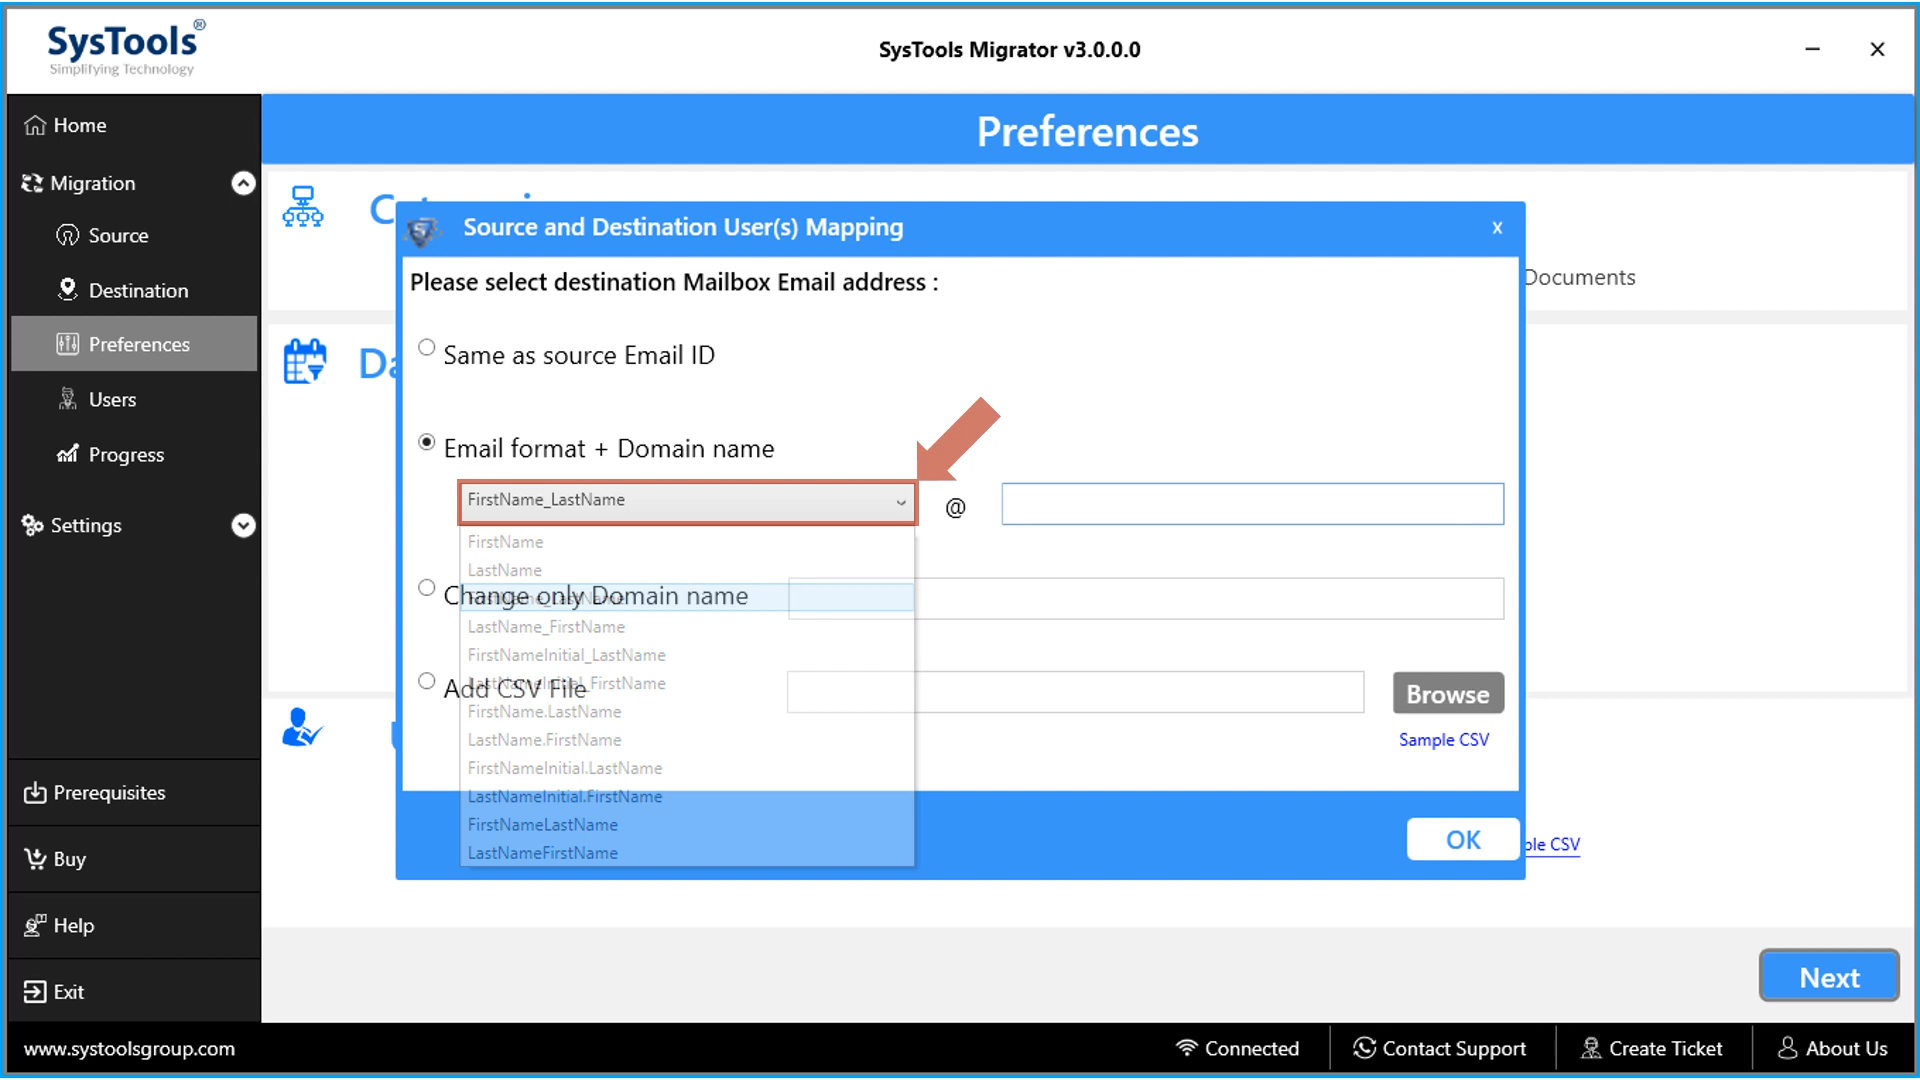 SysTools®
Simplifying Technology
SysTools Migrator v3.0.0.0
Home
Migration
Source
Destination
Preferences
Users
Progress
Settings
Prerequisites
Buy
Help
Exit
Preferences
Source and Destination User(s) Mapping
x
Documents
Please select destination Mailbox Email address :
Same as source Email ID
Email format + Domain name
FirstName_LastName
@
FirstName
LastName
Change only Domain name
FirstName_LastName
LastName_FirstName
FirstNameInitial_LastName
Add CSV File
LastNameInitial_FirstName
Browse
FirstName.LastName
LastName.FirstName
Sample CSV
FirstNameInitial.LastName
LastNameInitial.FirstName
FirstNameLastName
LastNameFirstName
OK
CSV
Next
www.systoolsgroup.com
Connected
Contact Support
Create Ticket
About Us